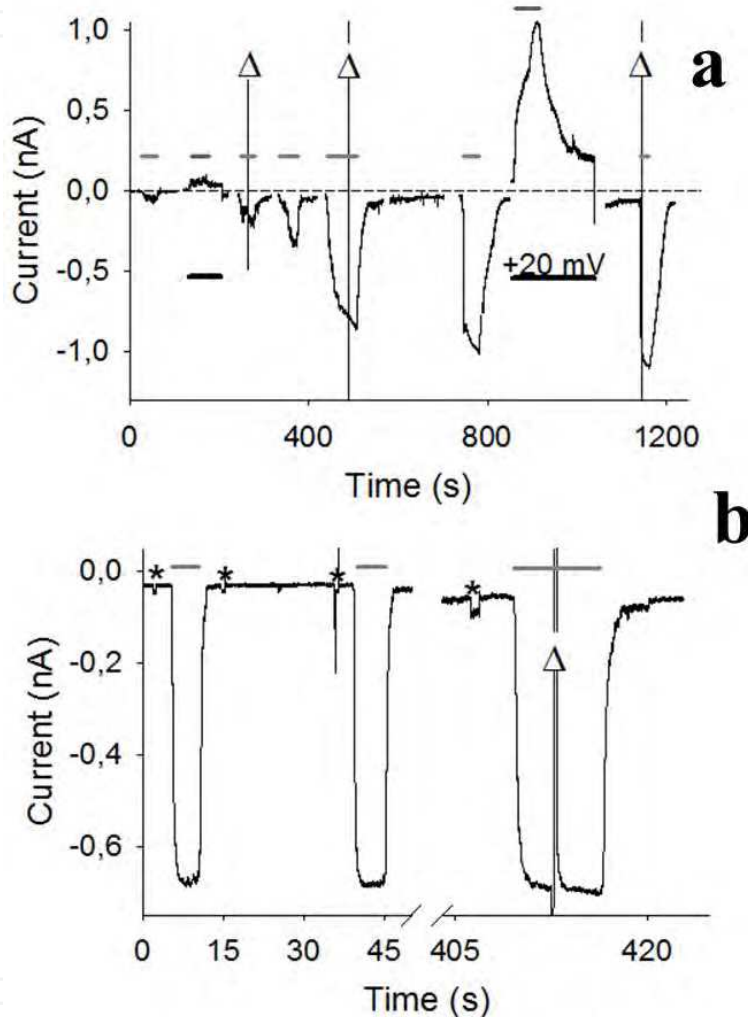 a
1,0
0.5
0,0
-0,5
-1,0
Current (nA)
Δ Δ Δ
+20 mV
0 400 800 1200
Time (s)
b
0,0
-0,2
-0,4
-0,6
Current (nA)
* * * *
Δ
0 15 30 45 405 420
Time (s)